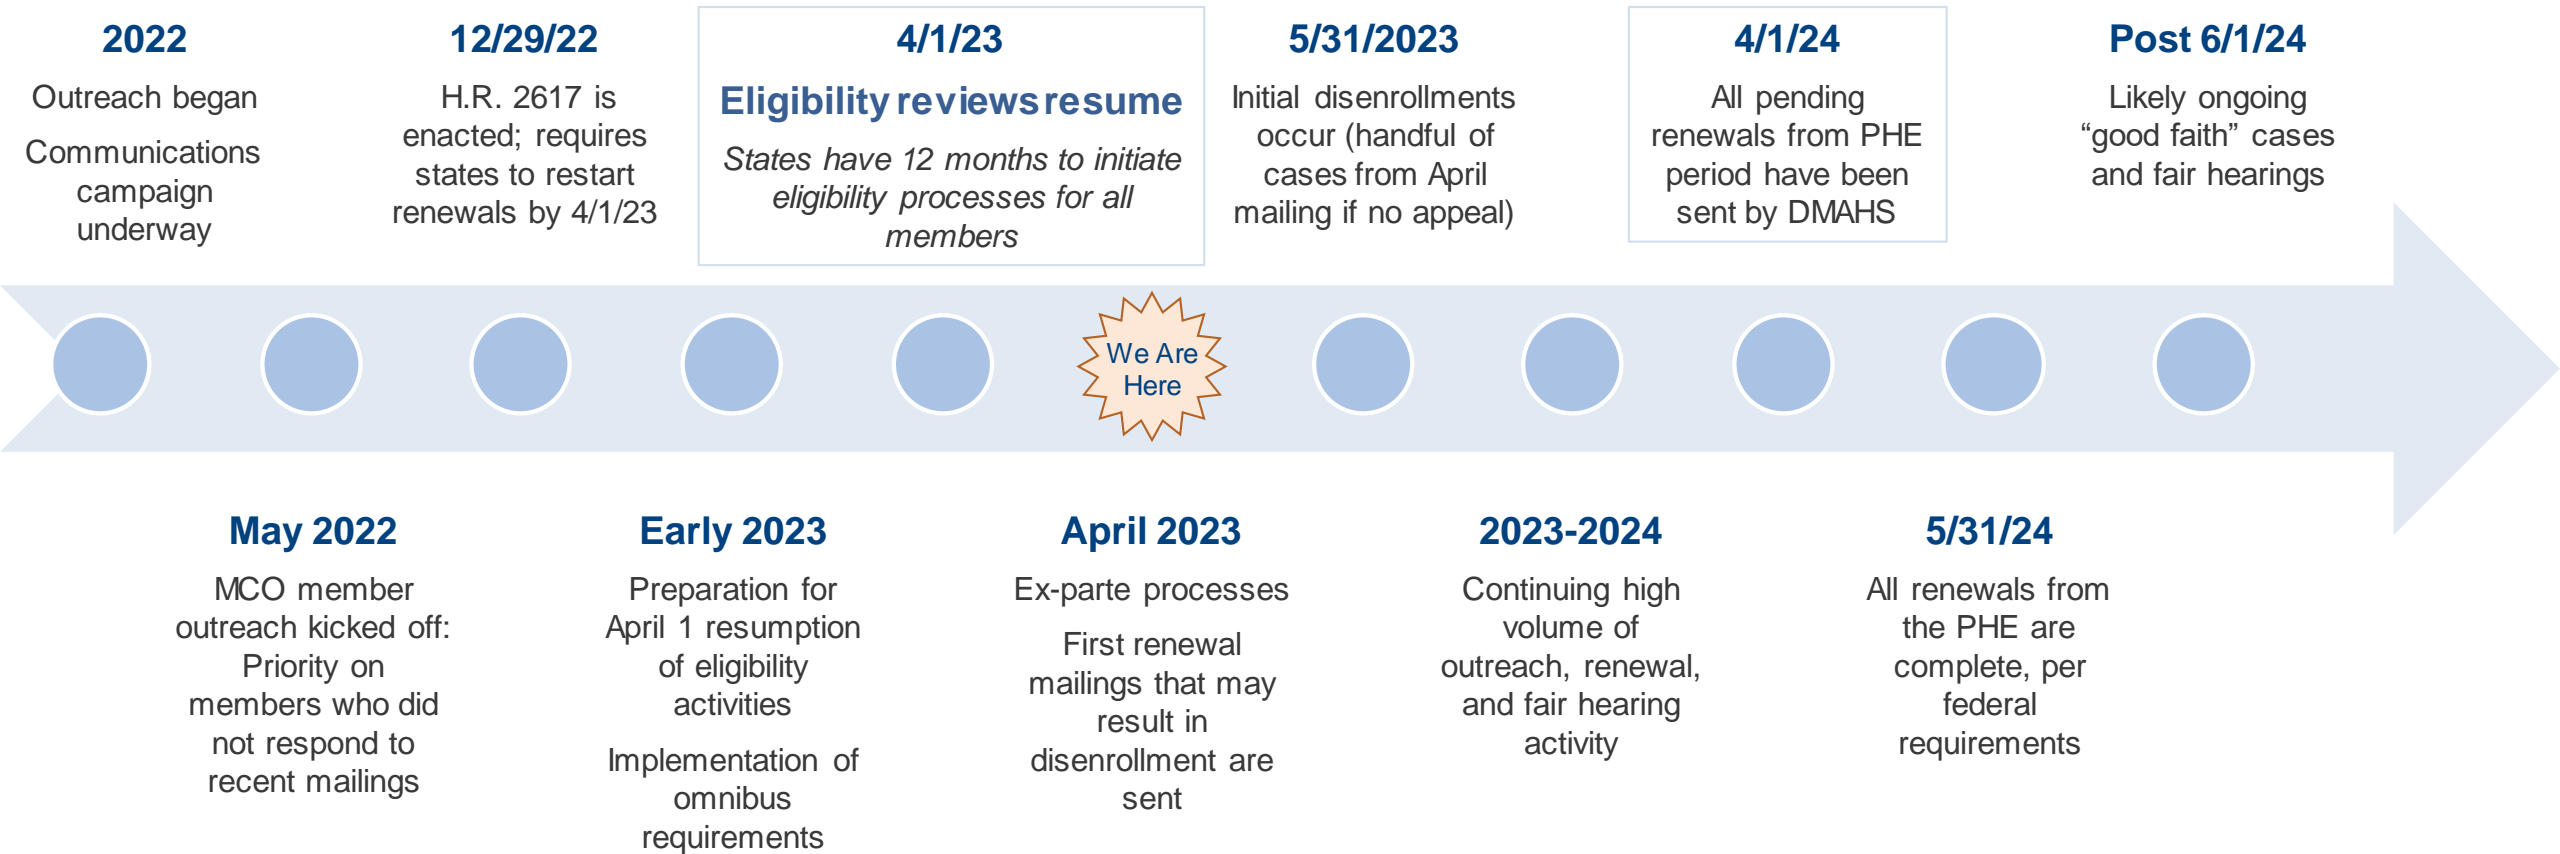 2022
Outreach began
Communications
campaign
underway
12/29/22
H.R. 2617 is
enacted; requires
states to restart
renewals by 4/1/23
4/1/23
Eligibility reviews resume
States have 12 months to initiate
eligibility processes for all
members
5/31/2023
Initial disenrollments
occur (handful of
cases from April
mailing if no appeal)
4/1/24
All pending
renewals from PHE
period have been
sent by DMAHS
Post 6/1/24
Likely ongoing
“good faith” cases
and fair hearings
We Are
Here
May 2022
MCO member
outreach kicked off:
Priority on
members who did
not respond to
recent mailings
Early 2023
Preparation for
April 1 resumption
of eligibility
activities
Implementation of
omnibus
requirements
April 2023
Ex-parte processes
First renewal
mailings that may
result in
disenrollment are
sent
2023-2024
Continuing high
volume of
outreach, renewal,
and fair hearing
activity
5/31/24
All renewals from
the PHE are
complete, per
federal
requirements